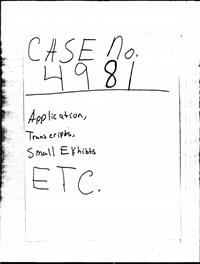 CASE No.
4981
Application,
Transcripts,
Small Exhibits
ETC.